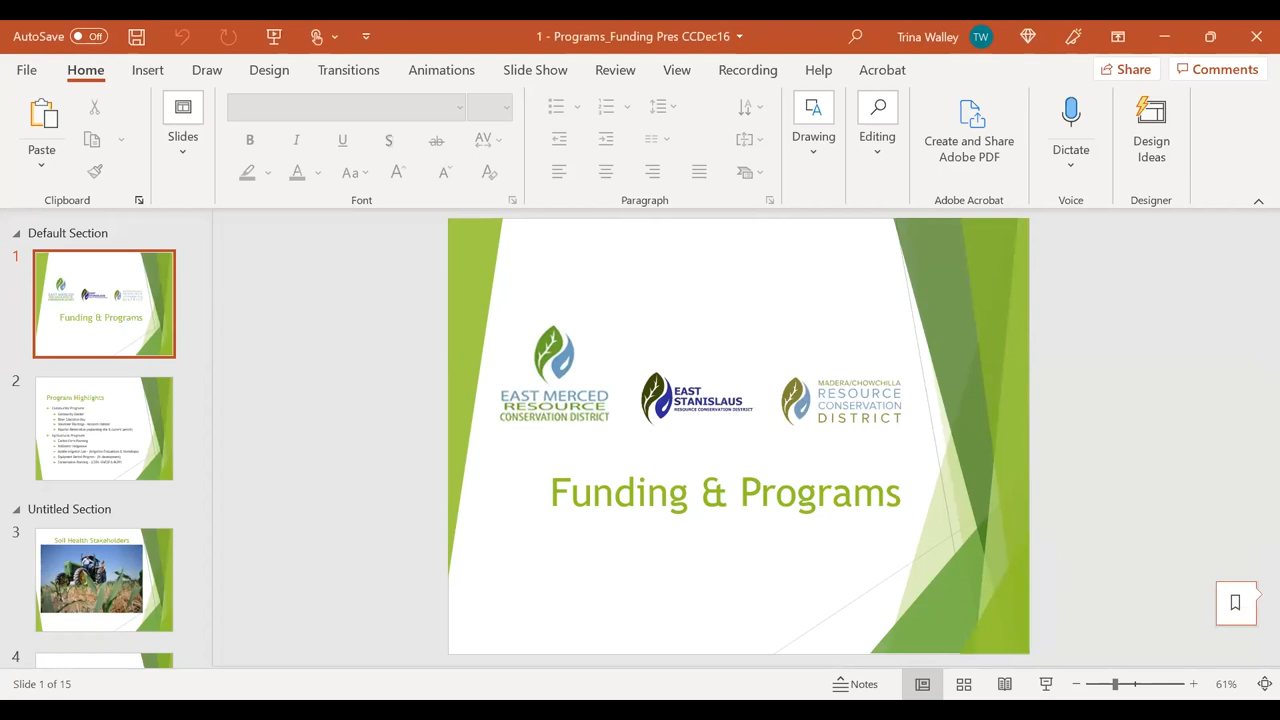 AutoSave Off 1 - Programs_Funding Pres CCDec16 Trina Walley TW
File Home Insert Draw Design Transitions Animations Slide Show Review View Recording Help Acrobat Share Comments
Paste
Clipboard
Slides
B I U S ab AV
Aa A A
Font
Paragraph
Drawing
Editing
Create and Share
Adobe PDF
Adobe Acrobat
Dictate
Voice
Design
Ideas
Designer
Default Section
1
Funding & Programs
2
Program Highlights
Untitled Section
3
Soil Health Stakeholders
4
EAST MERCED
RESOURCE
CONSERVATION DISTRICT
EAST
STANISLAUS
RESOURCE CONSERVATION DISTRICT
MADERA/CHOWCHILLA
RESOURCE
CONSERVATION
DISTRICT
Funding & Programs
Slide 1 of 15 Notes 61%